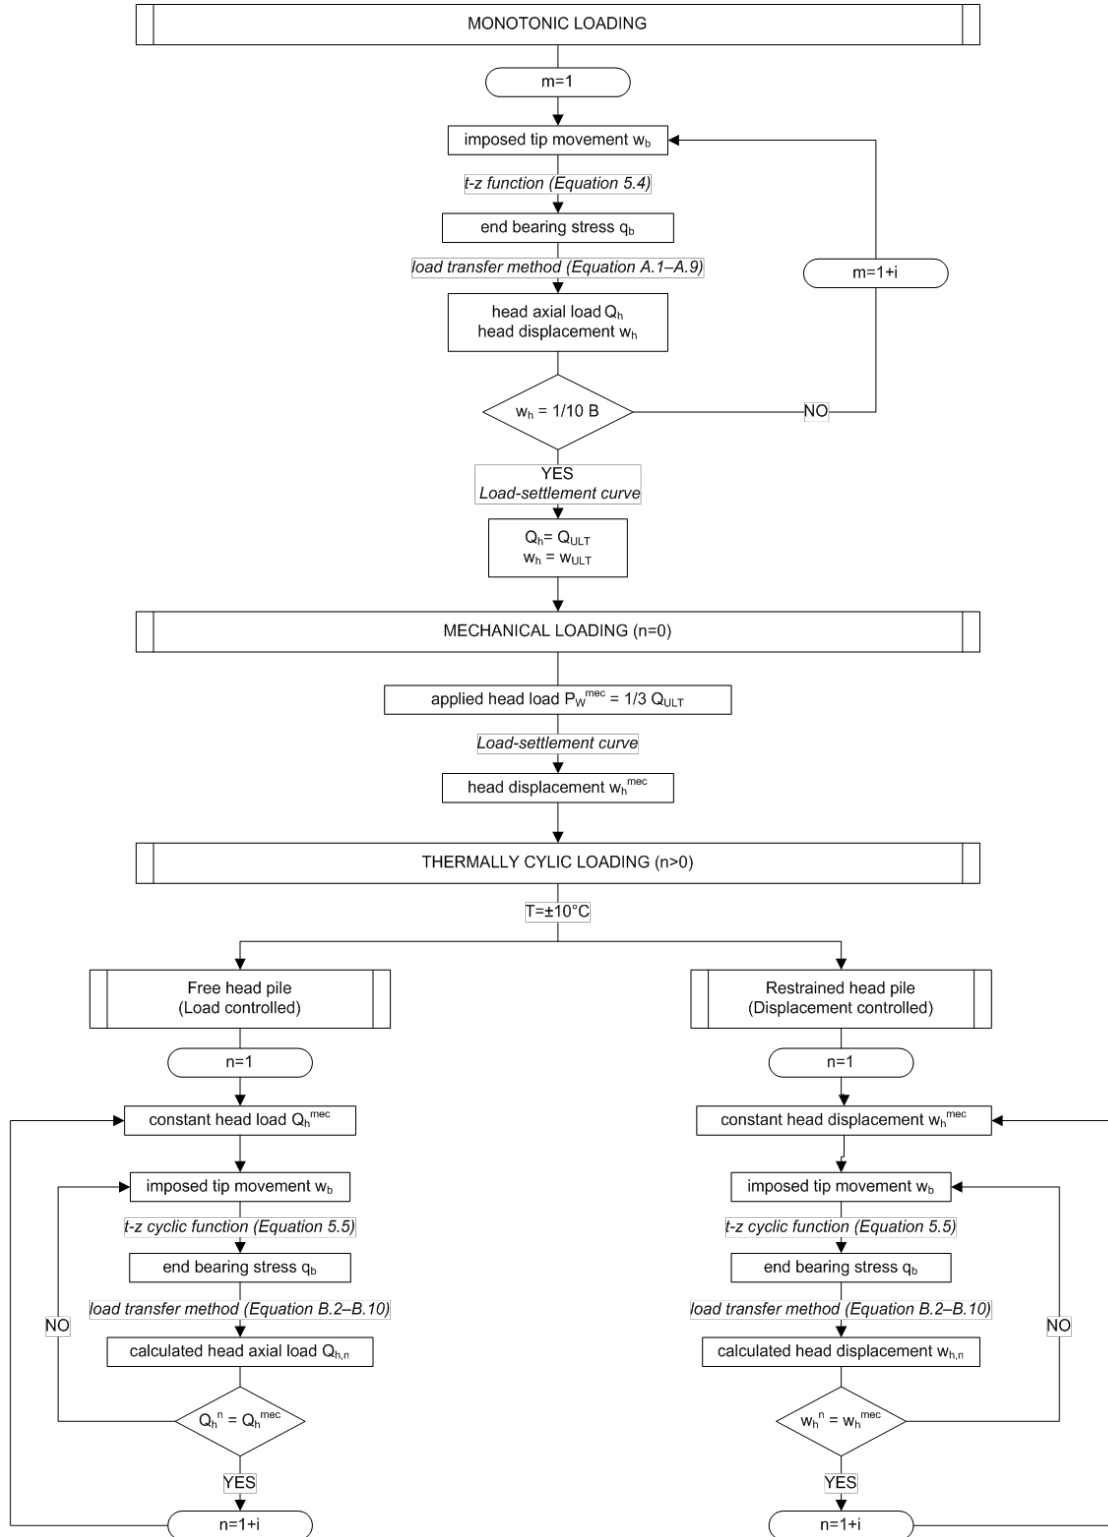 MONOTONIC LOADING
m=1
imposed tip movement w_b
t-z function (Equation 5.4)
end bearing stress q_b
load transfer method (Equation A.1–A.9)
m=1+i
head axial load Q_h
head displacement w_h
w_h = 1/10 B
NO
YES
Load-settlement curve
Q_h= Q_ULT
w_h = w_ULT
MECHANICAL LOADING (n=0)
applied head load P_W^mec = 1/3 Q_ULT
Load-settlement curve
head displacement w_h^mec
THERMALLY CYLIC LOADING (n>0)
T=±10°C
Free head pile
(Load controlled)
n=1
constant head load Q_h^mec
imposed tip movement w_b
t-z cyclic function (Equation 5.5)
end bearing stress q_b
load transfer method (Equation B.2–B.10)
NO
calculated head axial load Q_h,n
Q_h^n = Q_h^mec
YES
n=1+i
Restrained head pile
(Displacement controlled)
n=1
constant head displacement w_h^mec
imposed tip movement w_b
t-z cyclic function (Equation 5.5)
end bearing stress q_b
load transfer method (Equation B.2–B.10)
NO
calculated head displacement w_h,n
w_h^n = w_h^mec
YES
n=1+i